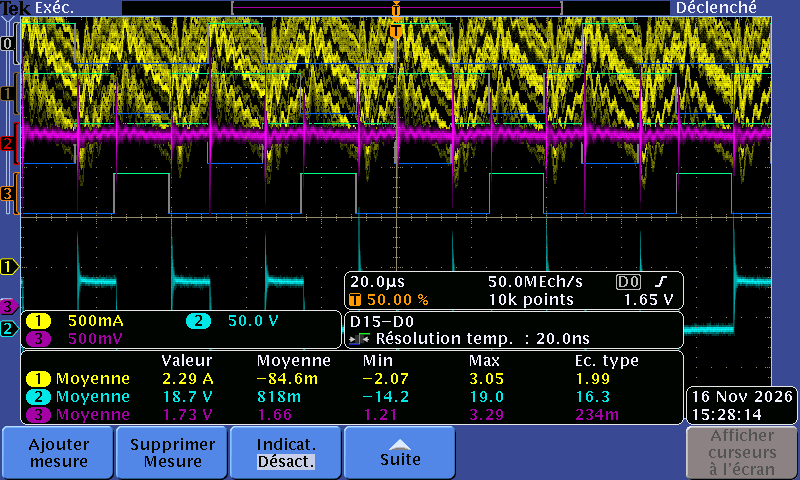 Tek Exéc. Déclenché
T
T
0
1
2
3
1
3
2
1 500mA 2 50.0 V
3 500mV
20.0µs 50.0MEch/s D0
T 50.00 % 10k points 1.65 V
D15-D0
Résolution temp. : 20.0ns
Valeur Moyenne Min Max Ec. type
1 Moyenne 2.29 A -84.6m -2.07 3.05 1.99
2 Moyenne 18.7 V 818m -14.2 19.0 16.3
3 Moyenne 1.73 V 1.66 1.21 3.29 234m
16 Nov 2026
15:28:14
Ajouter
mesure
Supprimer
Mesure
Indicat.
Désact.
Suite
Afficher
curseurs
à l'écran